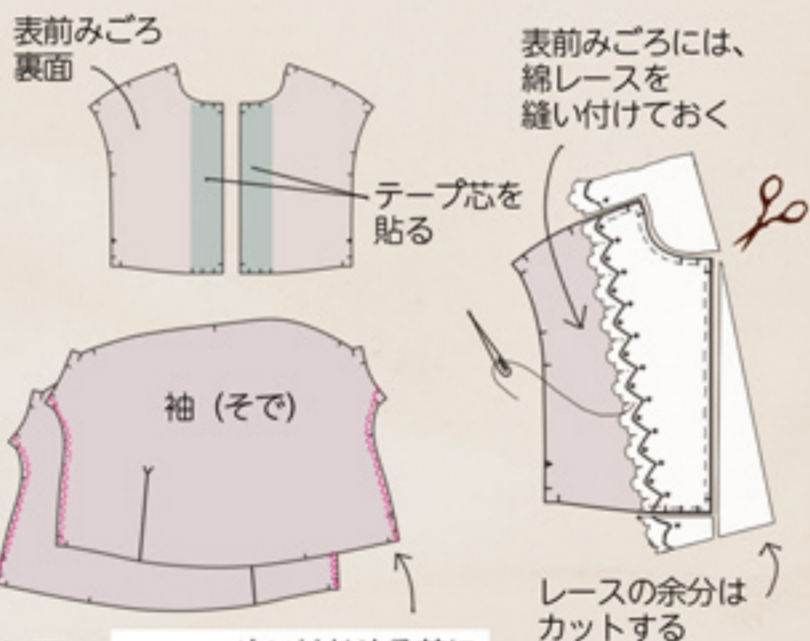 表前みごろ
裏面
テープ芯を
貼る
表前みごろには、
綿レースを
縫い付けておく
袖 (そで)
レースの余分は
カットする